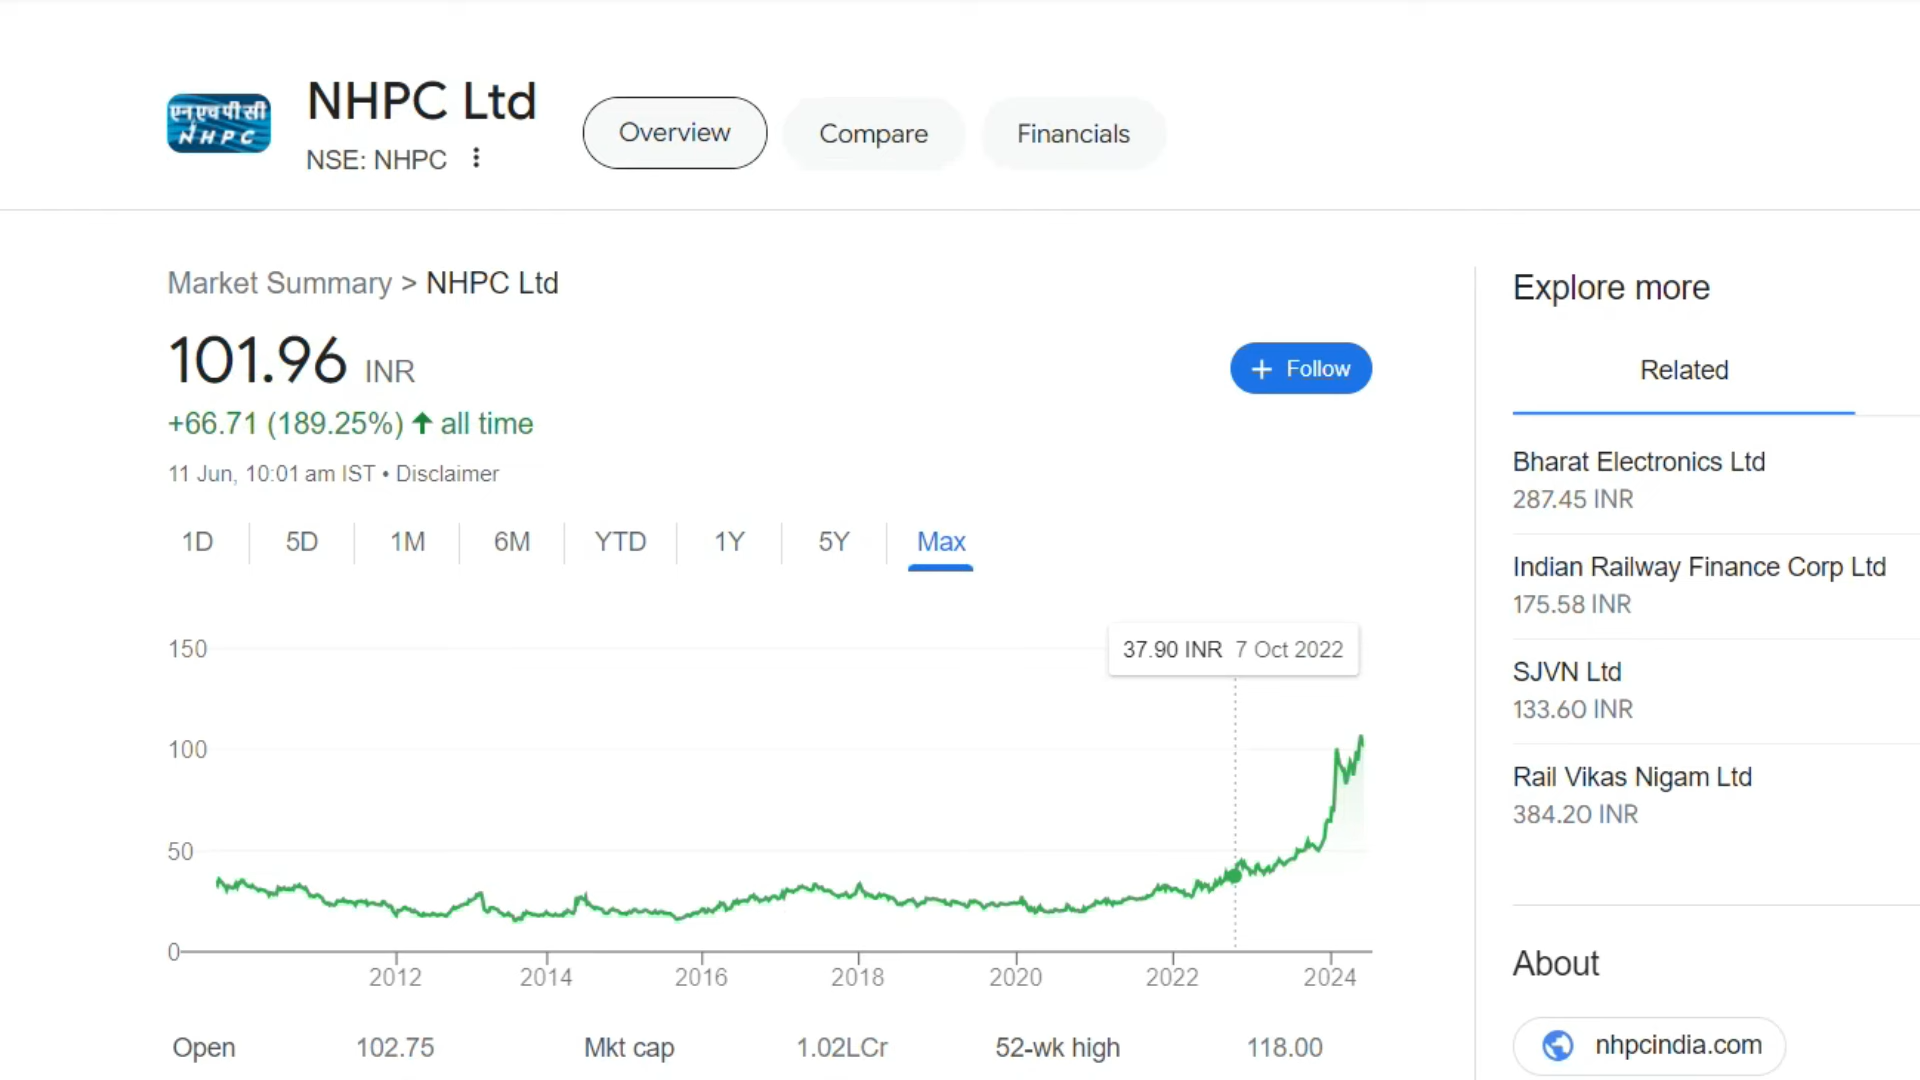 एनएचपीसी
NHPC
NHPC Ltd
NSE: NHPC
Overview
Compare
Financials
Market Summary > NHPC Ltd
101.96 INR
+66.71 (189.25%) ↑ all time
11 Jun, 10:01 am IST • Disclaimer
+ Follow
1D 5D 1M 6M YTD 1Y 5Y Max
37.90 INR 7 Oct 2022
150
100
50
0
2012 2014 2016 2018 2020 2022 2024
Open 102.75 Mkt cap 1.02LCr 52-wk high 118.00
Explore more
Related
Bharat Electronics Ltd
287.45 INR
Indian Railway Finance Corp Ltd
175.58 INR
SJVN Ltd
133.60 INR
Rail Vikas Nigam Ltd
384.20 INR
About
nhpcindia.com